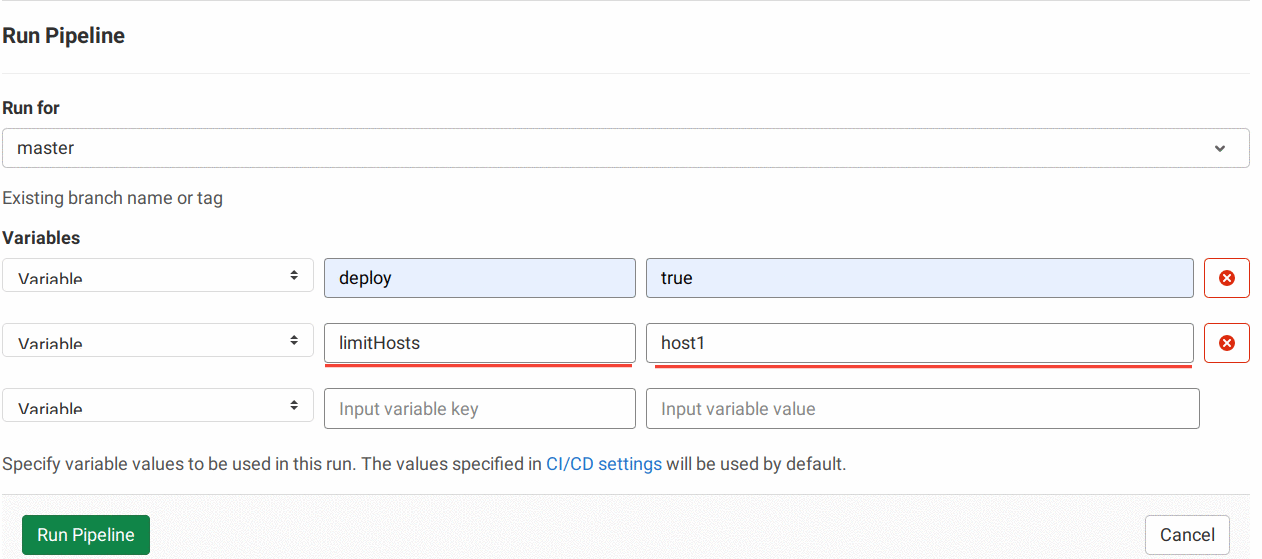 Run Pipeline
Run for
master
Existing branch name or tag
Variables
Variable deploy true
Variable limitHosts host1
Variable Input variable key Input variable value
Specify variable values to be used in this run. The values specified in CI/CD settings will be used by default.
Run Pipeline Cancel